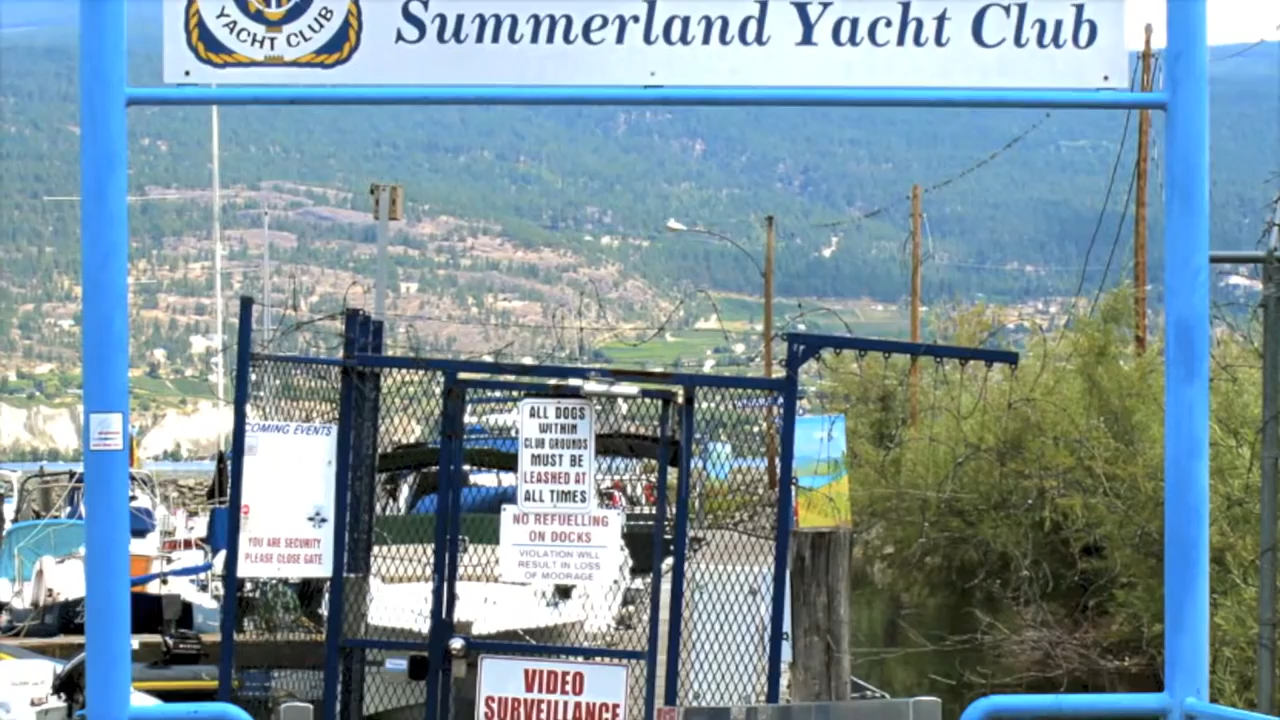 YACHT CLUB
Summerland Yacht Club
COMING EVENTS
YOU ARE SECURITY
PLEASE CLOSE GATE
ALL DOGS
WITHIN
CLUB GROUNDS
MUST BE
LEASHED AT
ALL TIMES
NO REFUELLING
ON DOCKS
VIOLATION WILL
RESULT IN LOSS
OF MOORAGE
VIDEO
SURVEILLANCE